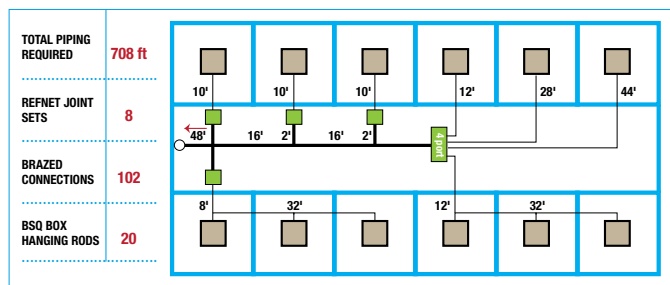 TOTAL PIPING
REQUIRED
708 ft
REFNET JOINT
SETS
8
BRAZED
CONNECTIONS
102
BSQ BOX
HANGING RODS
20
10'
10'
10'
12'
28'
44'
48'
16'
2'
16'
2'
4 port
8'
32'
12'
32'